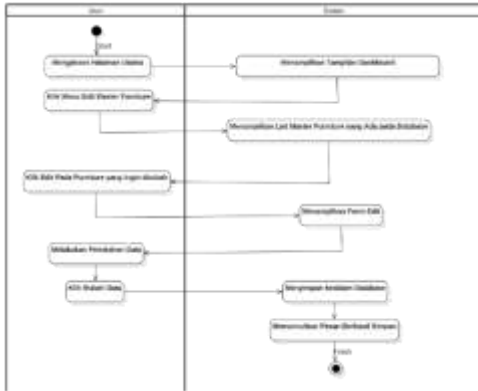 User
Sistem
Start
Mengakses Halaman Utama
Menampilkan Tampilan Dashboard
Klik Menu Edit Master Furniture
Menampilkan List Master Furniture yang Ada pada Database
Klik Edit Pada Furniture yang ingin diubah
Menampilkan Form Edit
Melakukan Perubahan Data
Klik Data
Menyimpan kedalam Database
Menampilkan Pesan Berhasil Simpan
Finish